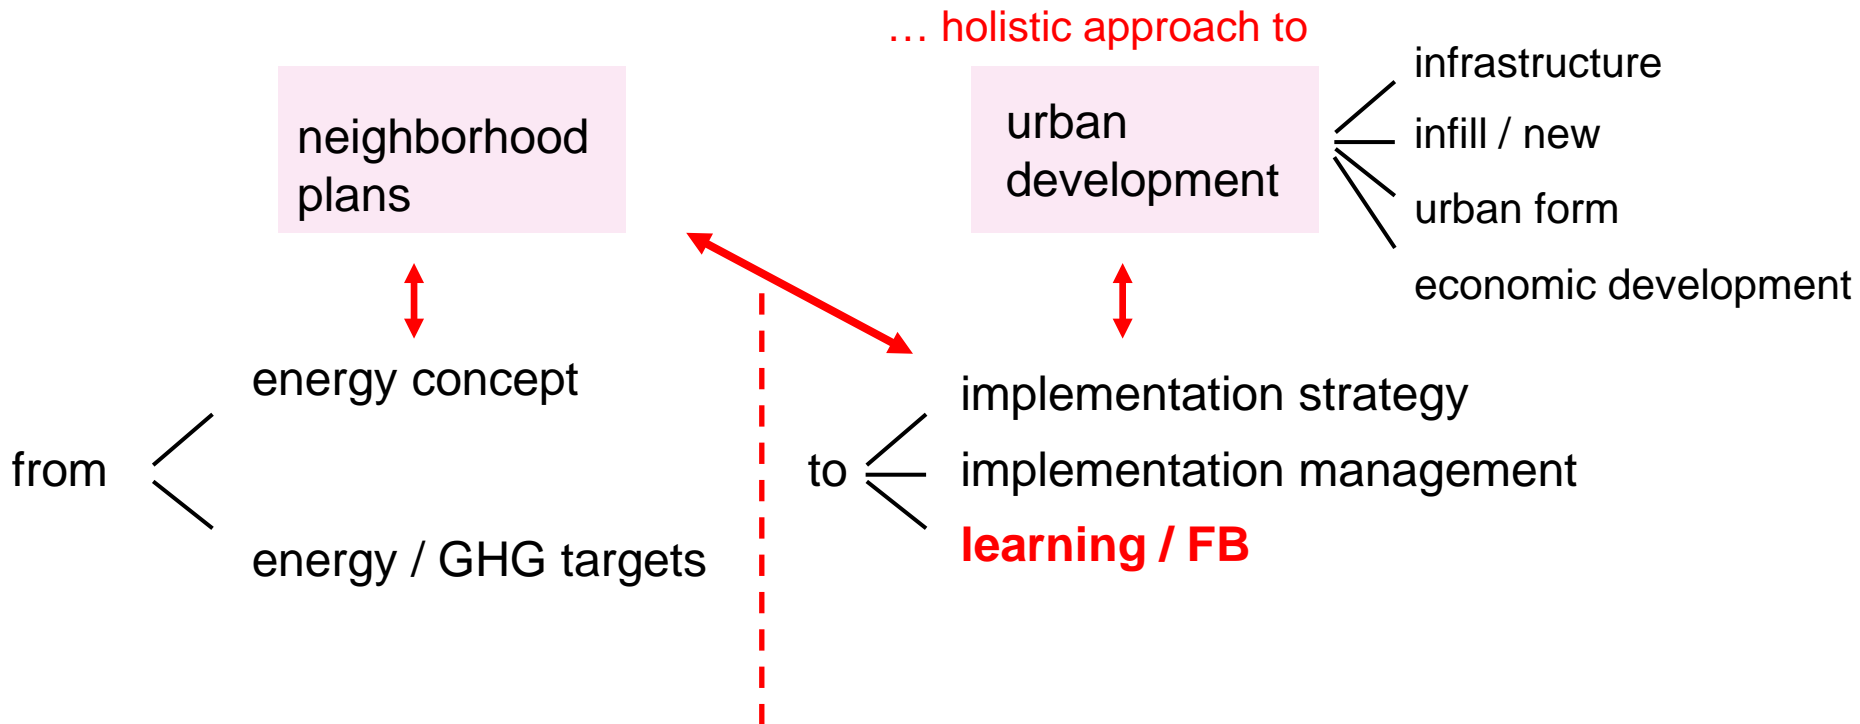 … holistic approach to
neighborhood
plans
urban
development
infrastructure
infill / new
urban form
economic development
from
energy concept
energy / GHG targets
to
implementation strategy
implementation management
learning / FB